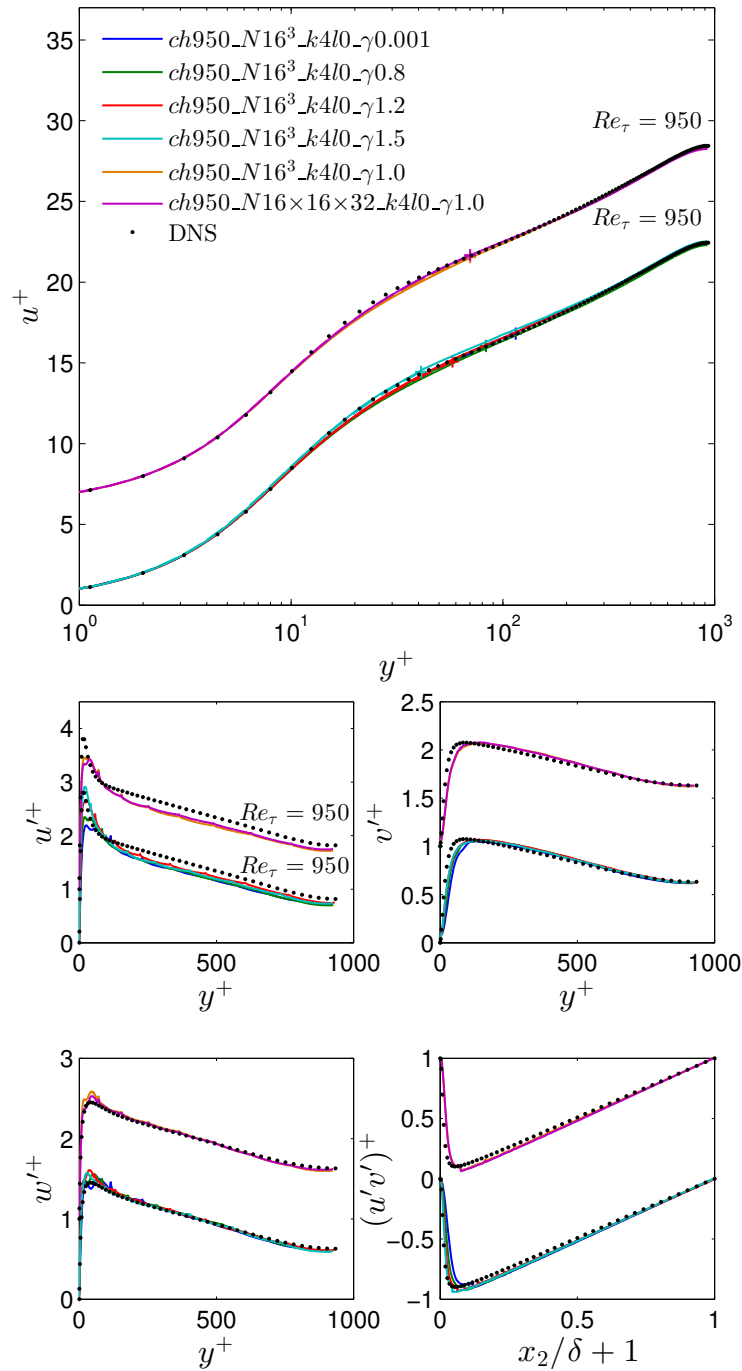 35
30
25
20
15
10
5
0
u⁺
ch950_N16³_k4l0_γ0.001
ch950_N16³_k4l0_γ0.8
ch950_N16³_k4l0_γ1.2
ch950_N16³_k4l0_γ1.5
ch950_N16³_k4l0_γ1.0
ch950_N16×16×32_k4l0_γ1.0
DNS
Re_τ = 950
Re_τ = 950
10⁰ 10¹ 10² 10³
y⁺
4
3
2
1
0
u′⁺
Re_τ = 950
Re_τ = 950
0 500 1000
y⁺
2.5
2
1.5
1
0.5
0
v′⁺
0 500 1000
y⁺
3
2
1
0
w′⁺
0 500 1000
y⁺
1
0.5
0
−0.5
−1
(u′v′)⁺
0 0.5 1
x₂/δ + 1